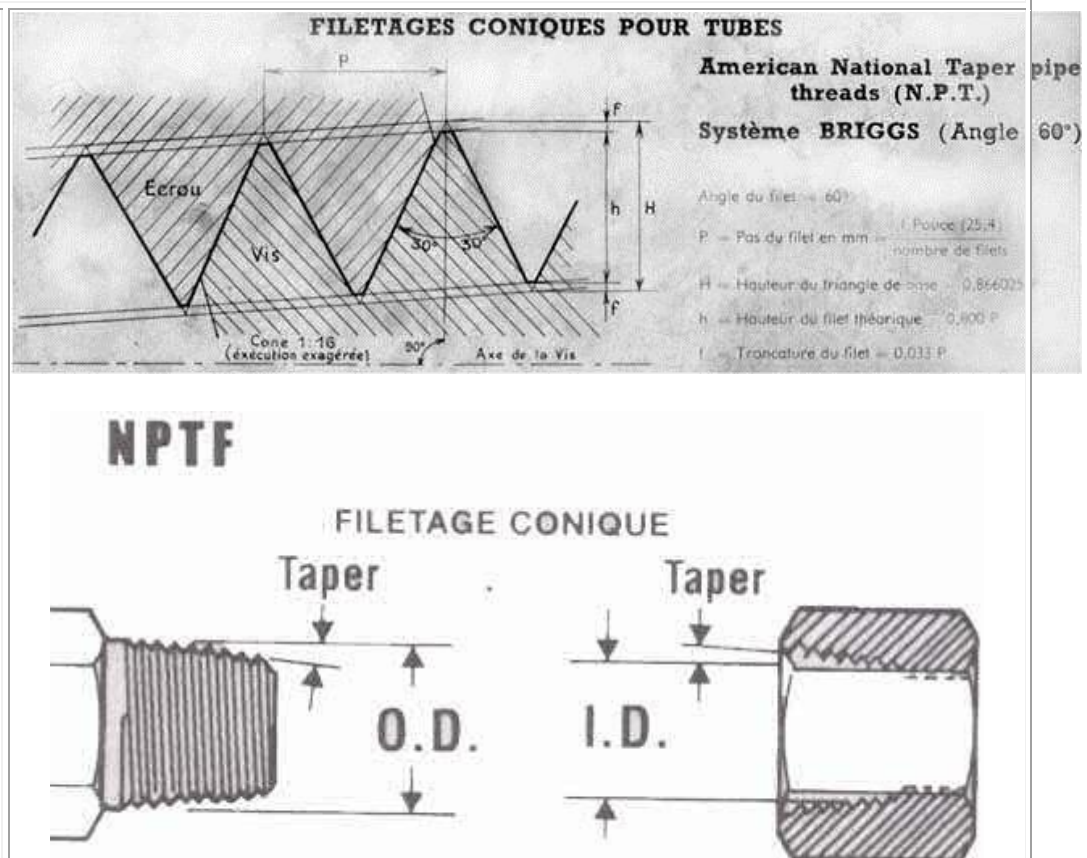 FILETAGES CONIQUES POUR TUBES
American National Taper pipe
threads (N.P.T.)
Système BRIGGS (Angle 60°)
P
F
Ecrou
Vis
30° 30°
h
H
f
Cone 1:16
(éxécution exagérée)
90°
Axe de la Vis
Angle du filet = 60°
P = Pas du filet en mm = 1 Pouce (25,4)
nombre de filets
H = Hauteur du triangle de base = 0,866025 P
h = Hauteur du filet théorique 0,800 P
f = Troncature du filet = 0,033 P
NPTF
FILETAGE CONIQUE
Taper
Taper
O.D.
I.D.